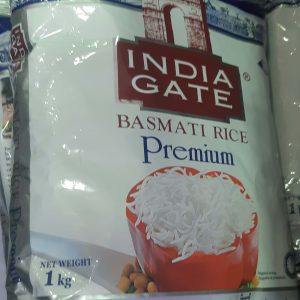 INDIA
GATE®
BASMATI RICE
Premium
NET WEIGHT
1 kg